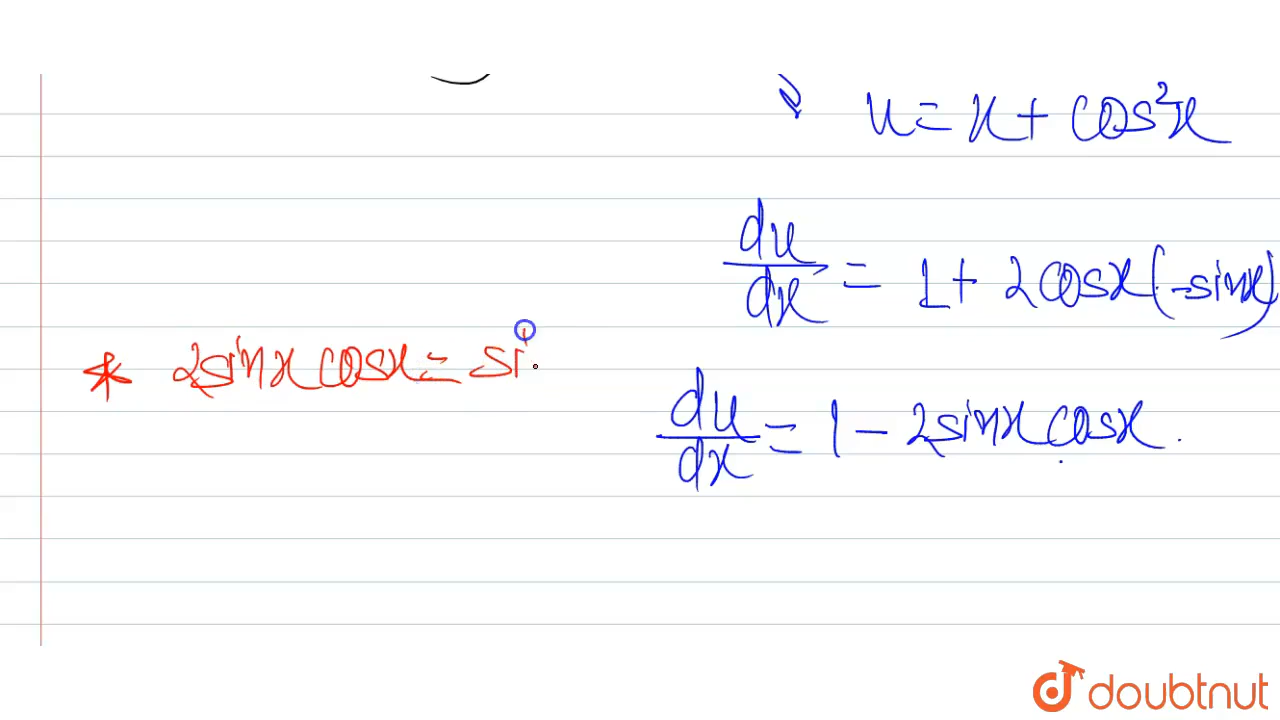 u = x + cos²x
du/dx = 1 + 2cosx(-sinx)
* 2sinx cosx = si
du/dx = 1 - 2sinx cosx.
doubtnut